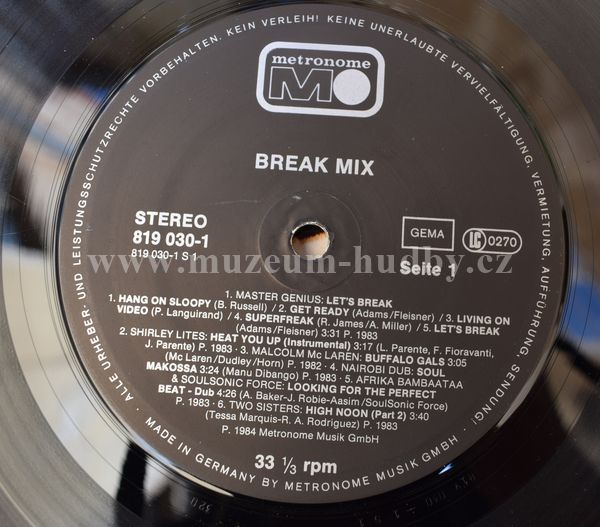 ALLE URHEBER- UND LEISTUNGSSCHUTZRECHTE VORBEHALTEN. KEIN VERLEIH! KEINE UNERLAUBTE VERVIELFÄLTIGUNG, VERMIETUNG, AUFFÜHRUNG, SENDUNG!
metronome
BREAK MIX
STEREO
819 030-1
819 030-1 S 1
GEMA
LC 0270
Seite 1
www.muzeum-hudby.cz
1. MASTER GENIUS: LET'S BREAK
1. HANG ON SLOOPY (B. Russell) / 2. GET READY (Adams/Fleisner) / 3. LIVING ON
VIDEO (P. Languirand) / 4. SUPERFREAK (R. James/A. Miller) / 5. LET'S BREAK
(Adams/Fleisner) 3:31 P. 1983
2. SHIRLEY LITES: HEAT YOU UP (Instrumental) 3:17 (L. Parente, F. Fioravanti,
J. Parente) P. 1983 · 3. MALCOLM Mc LAREN: BUFFALO GALS 3:05
(Mc Laren/Dudley/Horn) P. 1982 · 4. NAIROBI DUB: SOUL
MAKOSSA 3:24 (Manu Dibango) P. 1983 · 5. AFRIKA BAMBAATAA
& SOULSONIC FORCE: LOOKING FOR THE PERFECT
BEAT - Dub 4:26 (A. Baker-J. Robie-Aasim/SoulSonic Force)
P. 1983 · 6. TWO SISTERS: HIGH NOON (Part 2) 3:40
(Tessa Marquis-R. A. Rodriguez) P. 1983
P. 1984 Metronome Musik GmbH
33 1/3 rpm
MADE IN GERMANY BY METRONOME MUSIK GMBH